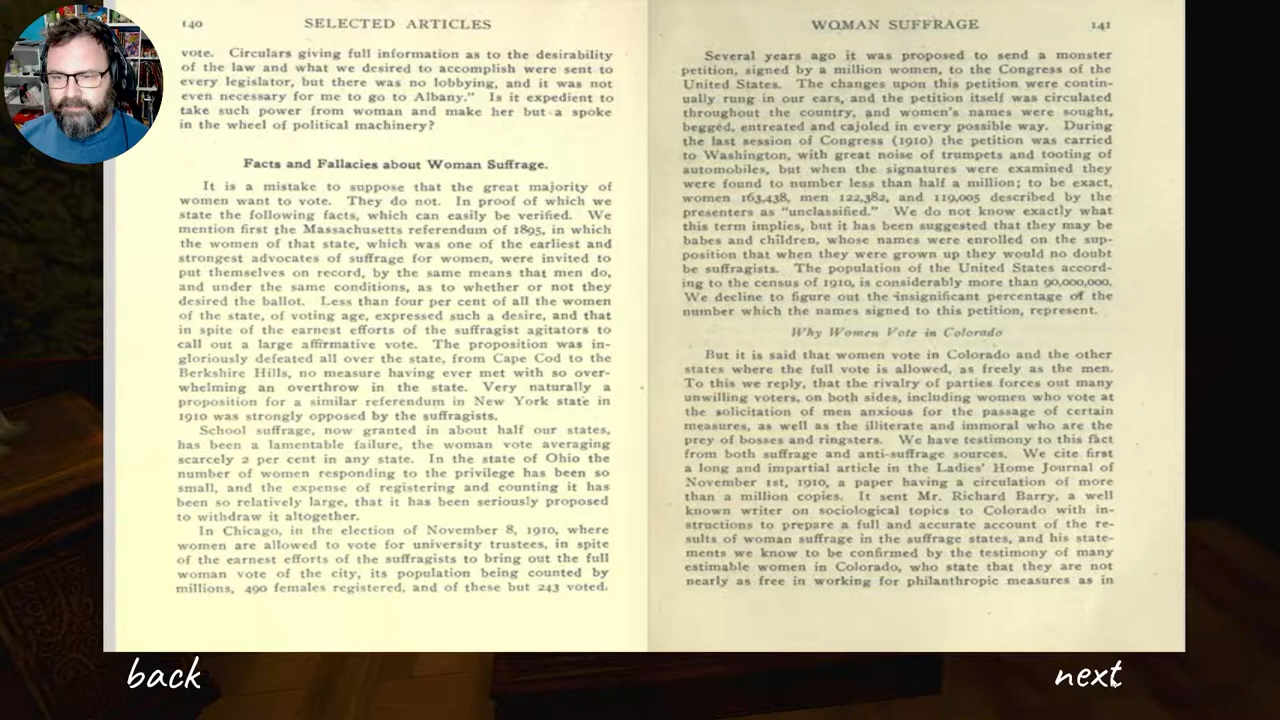 140 SELECTED ARTICLES
vote. Circulars giving full information as to the desirability
of the law and what we desired to accomplish were sent to
every legislator, but there was no lobbying, and it was not
even necessary for me to go to Albany." Is it expedient to
take such power from woman and make her but a spoke
in the wheel of political machinery?
Facts and Fallacies about Woman Suffrage.
It is a mistake to suppose that the great majority of
women want to vote. They do not. In proof of which we
state the following facts, which can easily be verified. We
mention first the Massachusetts referendum of 1895, in which
the women of that state, which was one of the earliest and
strongest advocates of suffrage for women, were invited to
put themselves on record, by the same means that men do,
and under the same conditions, as to whether or not they
desired the ballot. Less than four per cent of all the women
of the state, of voting age, expressed such a desire, and that
in spite of the earnest efforts of the suffragist agitators to
call out a large affirmative vote. The proposition was in-
gloriously defeated all over the state, from Cape Cod to the
Berkshire Hills, no measure having ever met with so over-
whelming an overthrow in the state. Very naturally a
proposition for a similar referendum in New York state in
1910 was strongly opposed by the suffragists.
School suffrage, now granted in about half our states,
has been a lamentable failure, the woman vote averaging
scarcely 2 per cent in any state. In the state of Ohio the
number of women responding to the privilege has been so
small, and the expense of registering and counting it has
been so relatively large, that it has been seriously proposed
to withdraw it altogether.
In Chicago, in the election of November 8, 1910, where
women are allowed to vote for university trustees, in spite
of the earnest efforts of the suffragists to bring out the full
woman vote of the city, its population being counted by
millions, 490 females registered, and of these but 243 voted.
WOMAN SUFFRAGE 141
Several years ago it was proposed to send a monster
petition, signed by a million women, to the Congress of the
United States. The changes upon this petition were contin-
ually rung in our ears, and the petition itself was circulated
throughout the country, and women's names were sought,
begged, entreated and cajoled in every possible way. During
the last session of Congress (1910) the petition was carried
to Washington, with great noise of trumpets and tooting of
automobiles, but when the signatures were examined they
were found to number less than half a million; to be exact,
women 163,438, men 122,382, and 119,005 described by the
presenters as "unclassified." We do not know exactly what
this term implies, but it has been suggested that they may be
babes and children, whose names were enrolled on the sup-
position that when they were grown up they would no doubt
be suffragists. The population of the United States accord-
ing to the census of 1910, is considerably more than 90,000,000.
We decline to figure out the insignificant percentage of the
number which the names signed to this petition, represent.
Why Women Vote in Colorado
But it is said that women vote in Colorado and the other
states where the full vote is allowed, as freely as the men.
To this we reply, that the rivalry of parties forces out many
unwilling voters, on both sides, including women who vote at
the solicitation of men anxious for the passage of certain
measures, as well as the illiterate and immoral who are the
prey of bosses and ringsters. We have testimony to this fact
from both suffrage and anti-suffrage sources. We cite first
a long and impartial article in the Ladies' Home Journal of
November 1st, 1910, a paper having a circulation of more
than a million copies. It sent Mr. Richard Barry, a well
known writer on sociological topics to Colorado with in-
structions to prepare a full and accurate account of the re-
sults of woman suffrage in the suffrage states, and his state-
ments we know to be confirmed by the testimony of many
estimable women in Colorado, who state that they are not
nearly as free in working for philanthropic measures as in
back
next